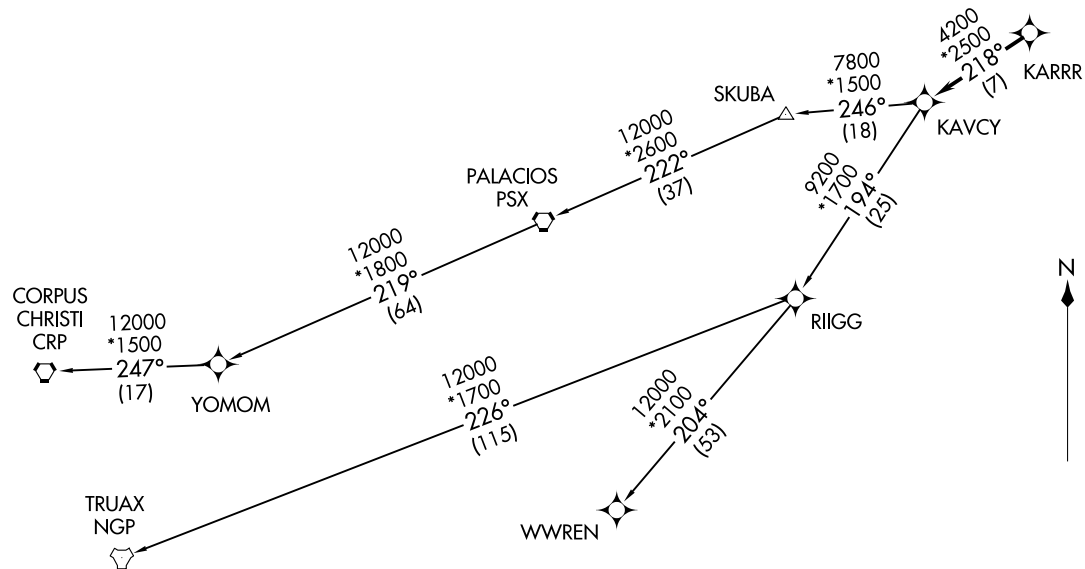 4200
*2500
218°
(7)
KARRR
7800
*1500
246°
(18)
SKUBA
KAVCY
12000
*2600
222°
(37)
9200
*1700
194°
(25)
PALACIOS
PSX
12000
*1800
219°
(64)
N
CORPUS
CHRISTI
CRP
12000
*1500
247°
(17)
YOMOM
RIIGG
12000
*1700
226°
(115)
12000
*2100
204°
(53)
TRUAX
NGP
WWREN